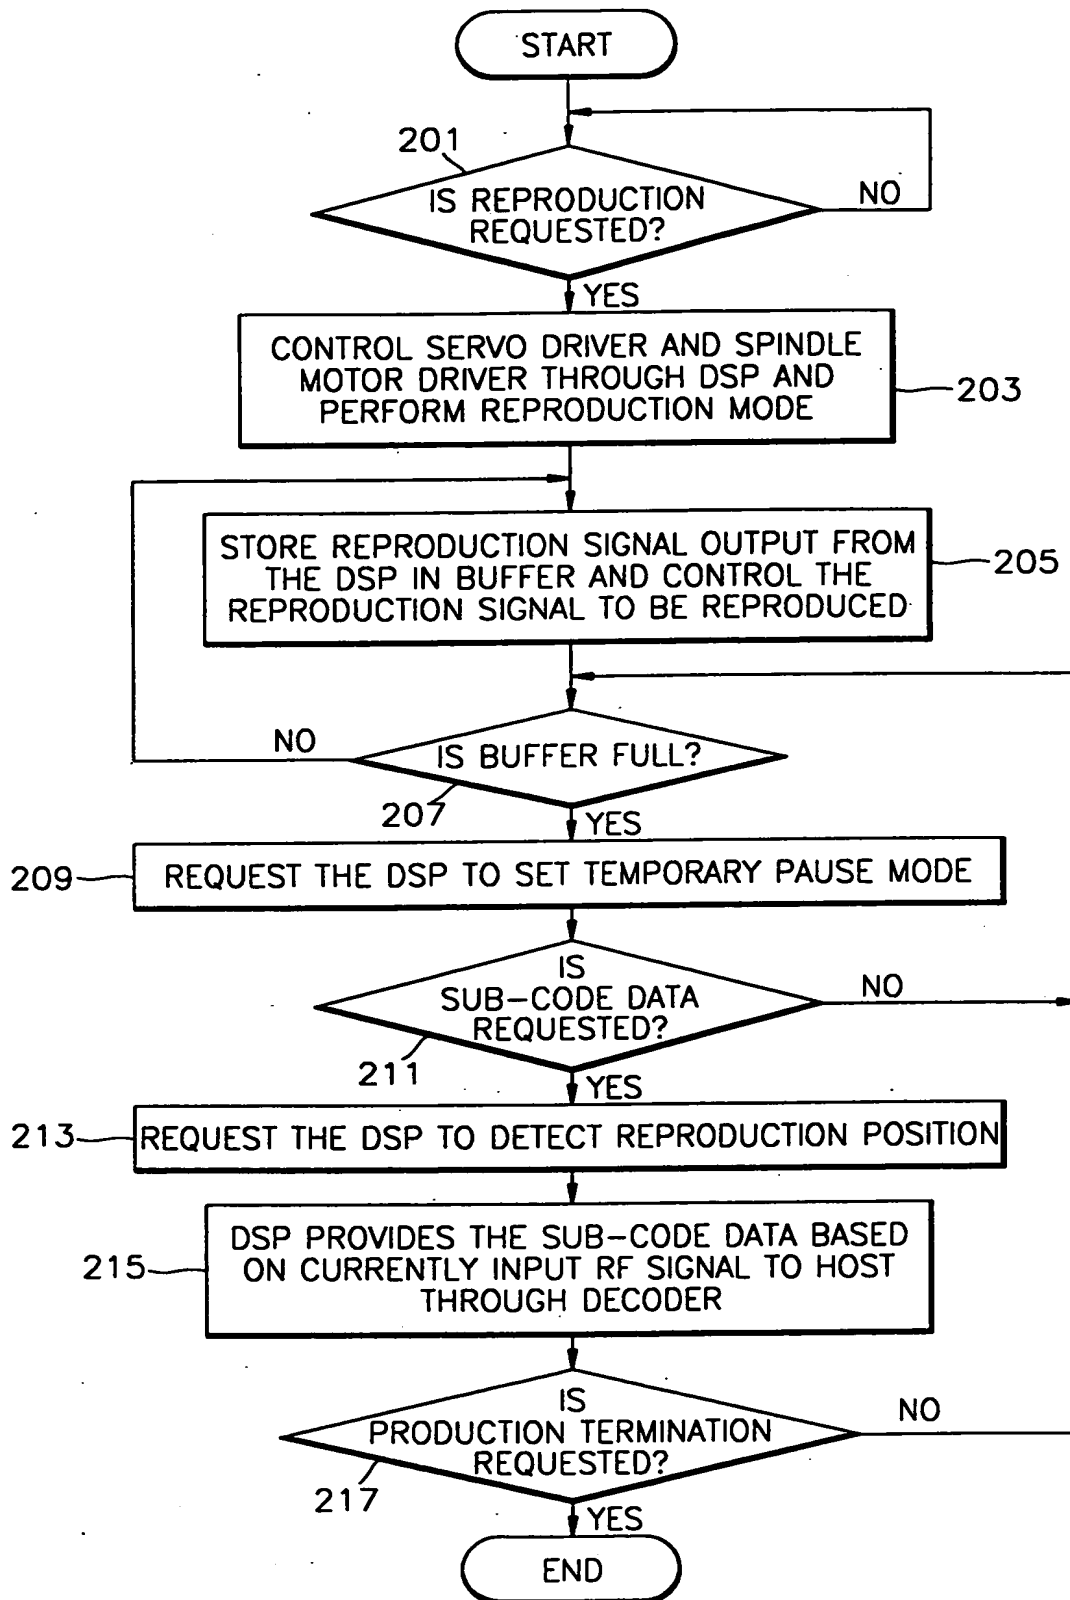 START
201
IS REPRODUCTION
REQUESTED?
NO
YES
CONTROL SERVO DRIVER AND SPINDLE
MOTOR DRIVER THROUGH DSP AND
PERFORM REPRODUCTION MODE
203
STORE REPRODUCTION SIGNAL OUTPUT FROM
THE DSP IN BUFFER AND CONTROL THE
REPRODUCTION SIGNAL TO BE REPRODUCED
205
NO
IS BUFFER FULL?
207
YES
209
REQUEST THE DSP TO SET TEMPORARY PAUSE MODE
IS
SUB-CODE DATA
REQUESTED?
NO
211
YES
213
REQUEST THE DSP TO DETECT REPRODUCTION POSITION
DSP PROVIDES THE SUB-CODE DATA BASED
ON CURRENTLY INPUT RF SIGNAL TO HOST
THROUGH DECODER
215
IS
PRODUCTION TERMINATION
REQUESTED?
NO
217
YES
END